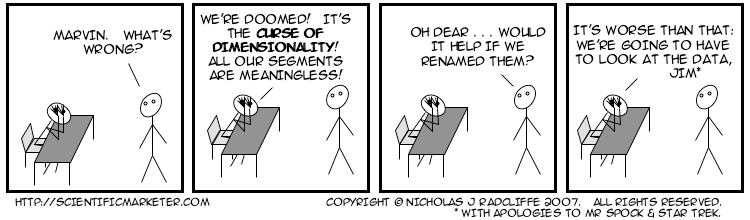 MARVIN. WHAT'S
WRONG?
WE'RE DOOMED! IT'S
THE CURSE OF
DIMENSIONALITY!
ALL OUR SEGMENTS
ARE MEANINGLESS!
OH DEAR . . . WOULD
IT HELP IF WE
RENAMED THEM?
IT'S WORSE THAN THAT:
WE'RE GOING TO HAVE
TO LOOK AT THE DATA,
JIM*
HTTP://SCIENTIFICMARKETER.COM
COPYRIGHT © NICHOLAS J RADCLIFFE 2007. ALL RIGHTS RESERVED.
* WITH APOLOGIES TO MR SPOCK & STAR TREK.